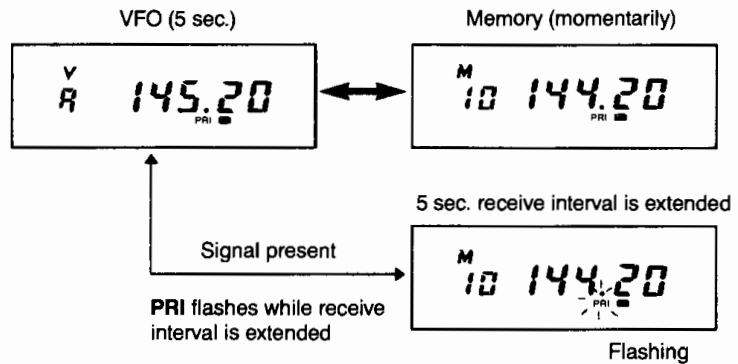 VFO (5 sec.)
Memory (momentarily)
V
A 145.20
PRI
M
10 144.20
PRI
5 sec. receive interval is extended
Signal present
M
10 144.20
PRI
PRI flashes while receive
interval is extended
Flashing